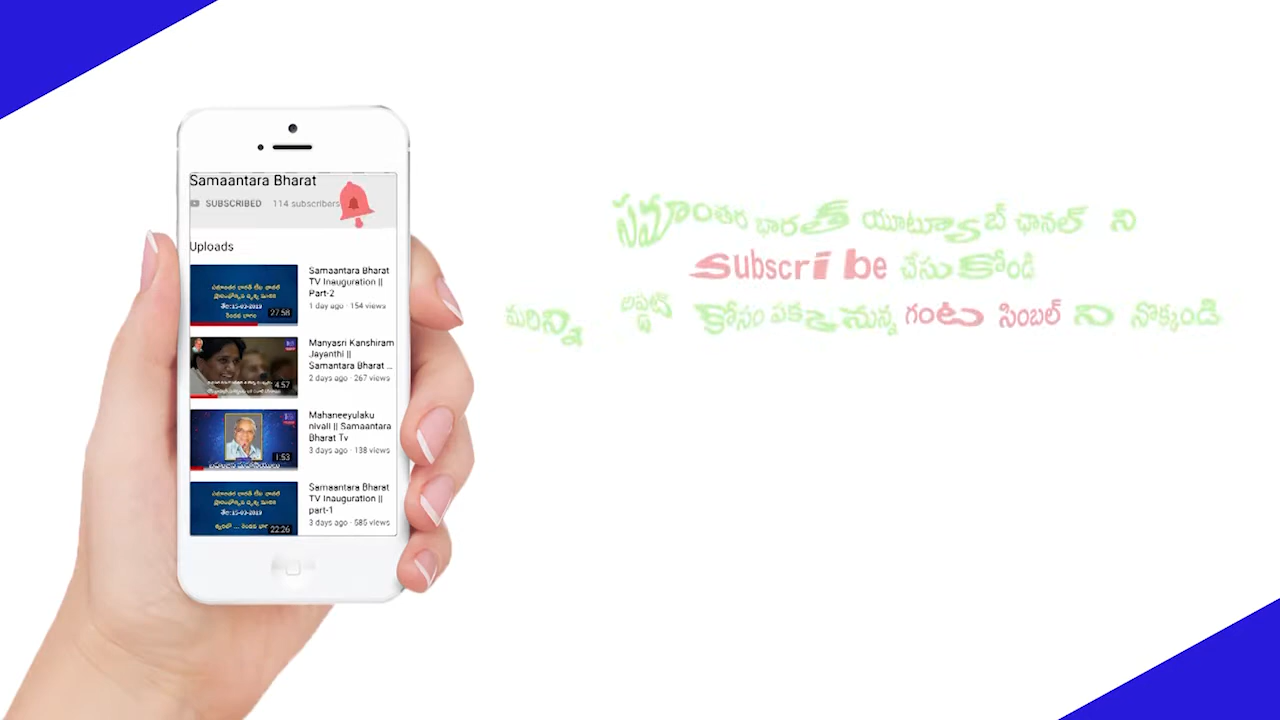 Samaantara Bharat
SUBSCRIBED 114 subscribers
Uploads
Samaantara Bharat
TV Inauguration ||
Part-2
1 day ago · 154 views
27:58
Manyasri Kanshiram
Jayanthi ||
Samantara Bharat ...
2 days ago · 267 views
4:57
Mahaneeyulaku
nivali || Samaantara
Bharat Tv
3 days ago · 138 views
1:53
Samaantara Bharat
TV Inauguration ||
part-1
3 days ago · 585 views
22:26
సమాంతర భారత్ యూట్యూబ్ ఛానల్ ని
Subscribe చేసుకోండి
మరిన్ని అప్డేట్స్ కోసం పక్కనున్న గంట సింబల్ ని నొక్కండి